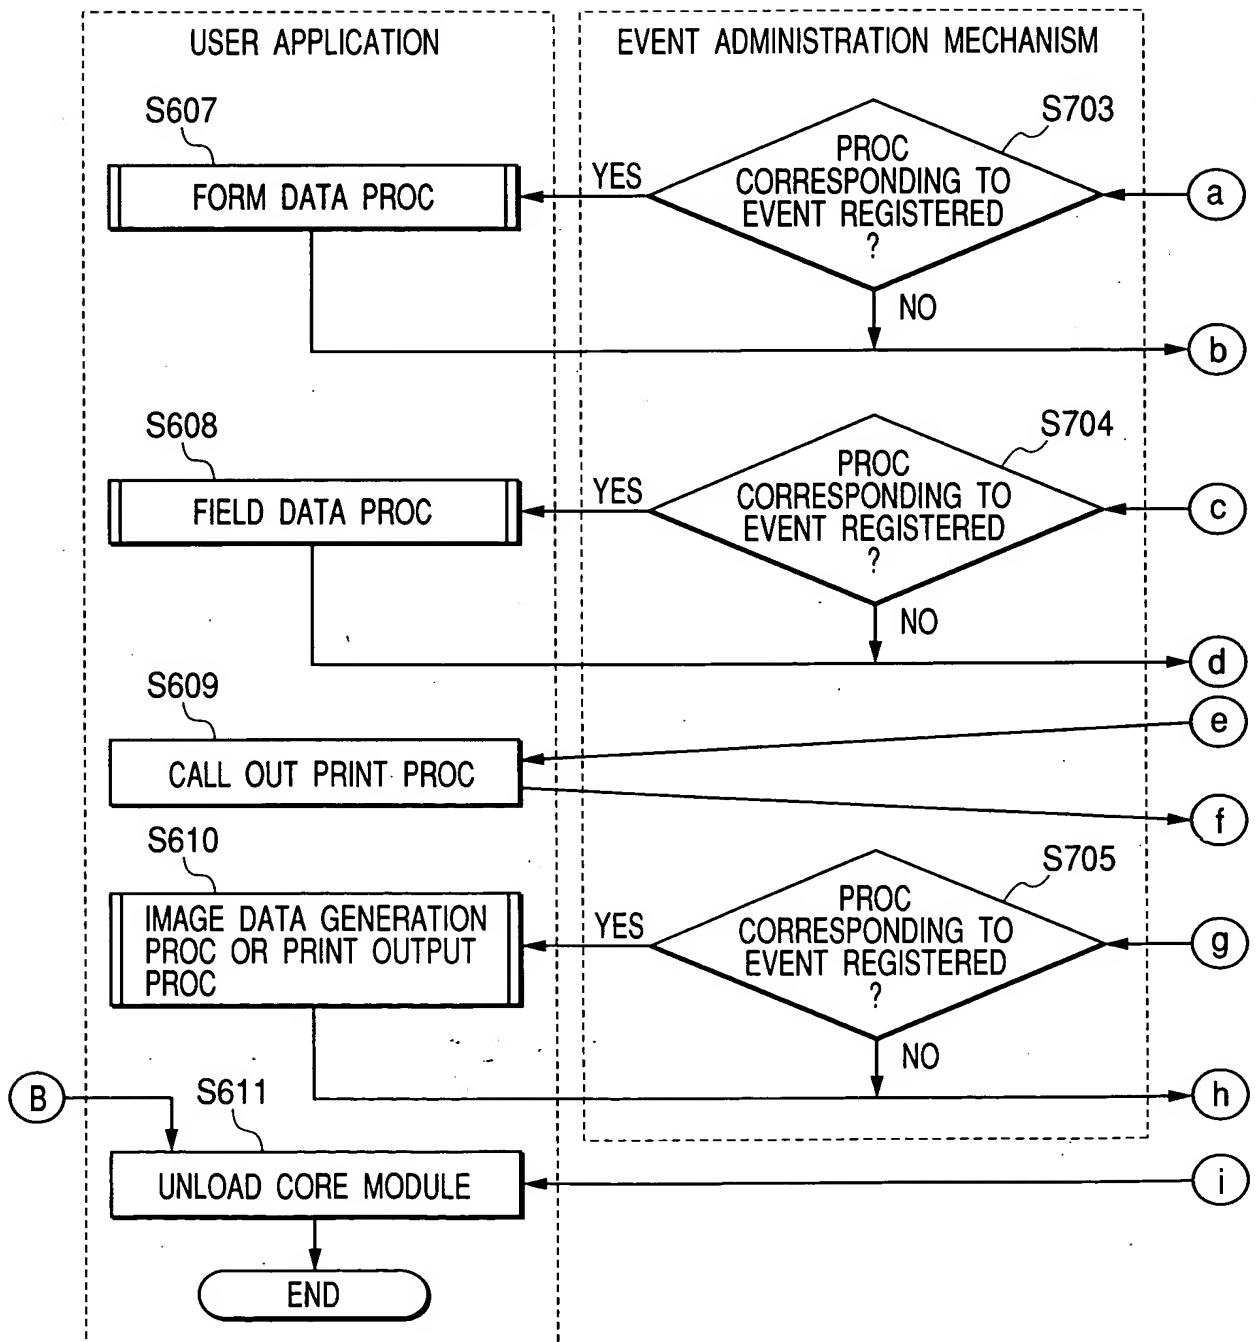 USER APPLICATION
EVENT ADMINISTRATION MECHANISM
S607
FORM DATA PROC
YES
S703
PROC
CORRESPONDING TO
EVENT REGISTERED
?
NO
a
b
S608
FIELD DATA PROC
YES
S704
PROC
CORRESPONDING TO
EVENT REGISTERED
?
NO
c
d
S609
CALL OUT PRINT PROC
e
f
S610
IMAGE DATA GENERATION
PROC OR PRINT OUTPUT
PROC
YES
S705
PROC
CORRESPONDING TO
EVENT REGISTERED
?
NO
g
h
B
S611
UNLOAD CORE MODULE
i
END